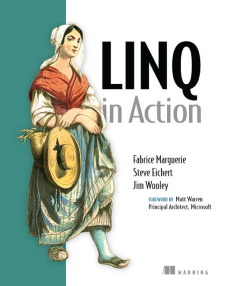 LINQ
in Action
Fabrice Marguerie
Steve Eichert
Jim Wooley
FOREWORD BY Matt Warren
Principal Architect, Microsoft
MANNING